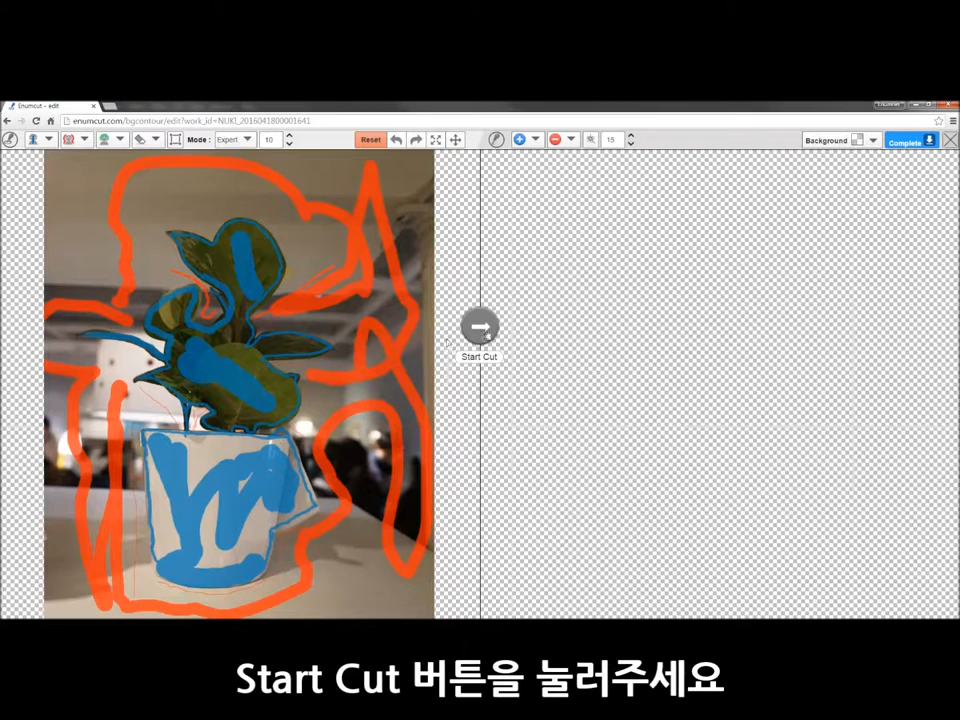 Enumcut - edit
enumcut.com/bgcontour/edit?work_id=NUKI_2016041800001641
Mode : Expert 10 Reset 15 Background Complete
Start Cut
Start Cut 버튼을 눌러주세요